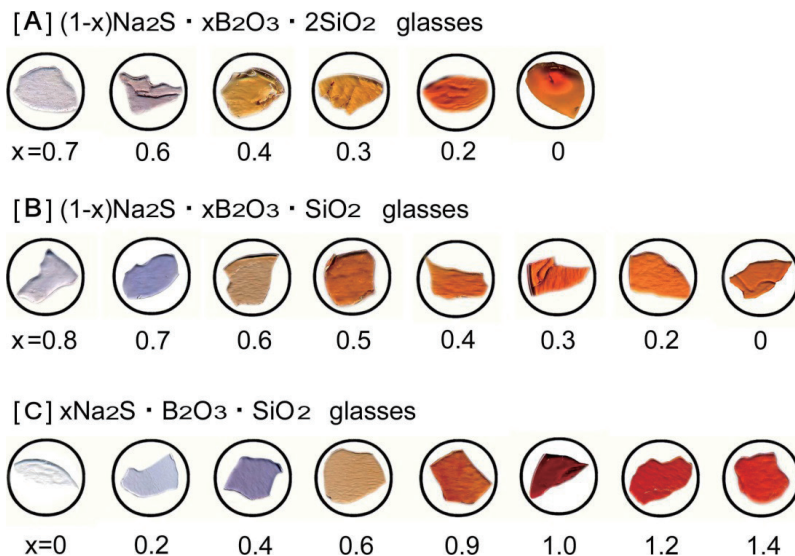 [A] (1-x)Na2S · xB2O3 · 2SiO2 glasses
x=0.7 0.6 0.4 0.3 0.2 0
[B] (1-x)Na2S · xB2O3 · SiO2 glasses
x=0.8 0.7 0.6 0.5 0.4 0.3 0.2 0
[C] xNa2S · B2O3 · SiO2 glasses
x=0 0.2 0.4 0.6 0.9 1.0 1.2 1.4